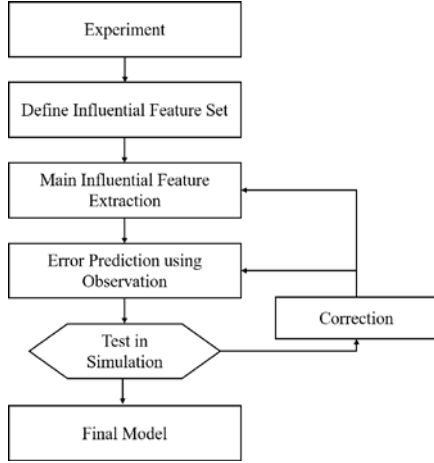 Experiment
Define Influential Feature Set
Main Influential Feature
Extraction
Error Prediction using
Observation
Test in
Simulation
Correction
Final Model